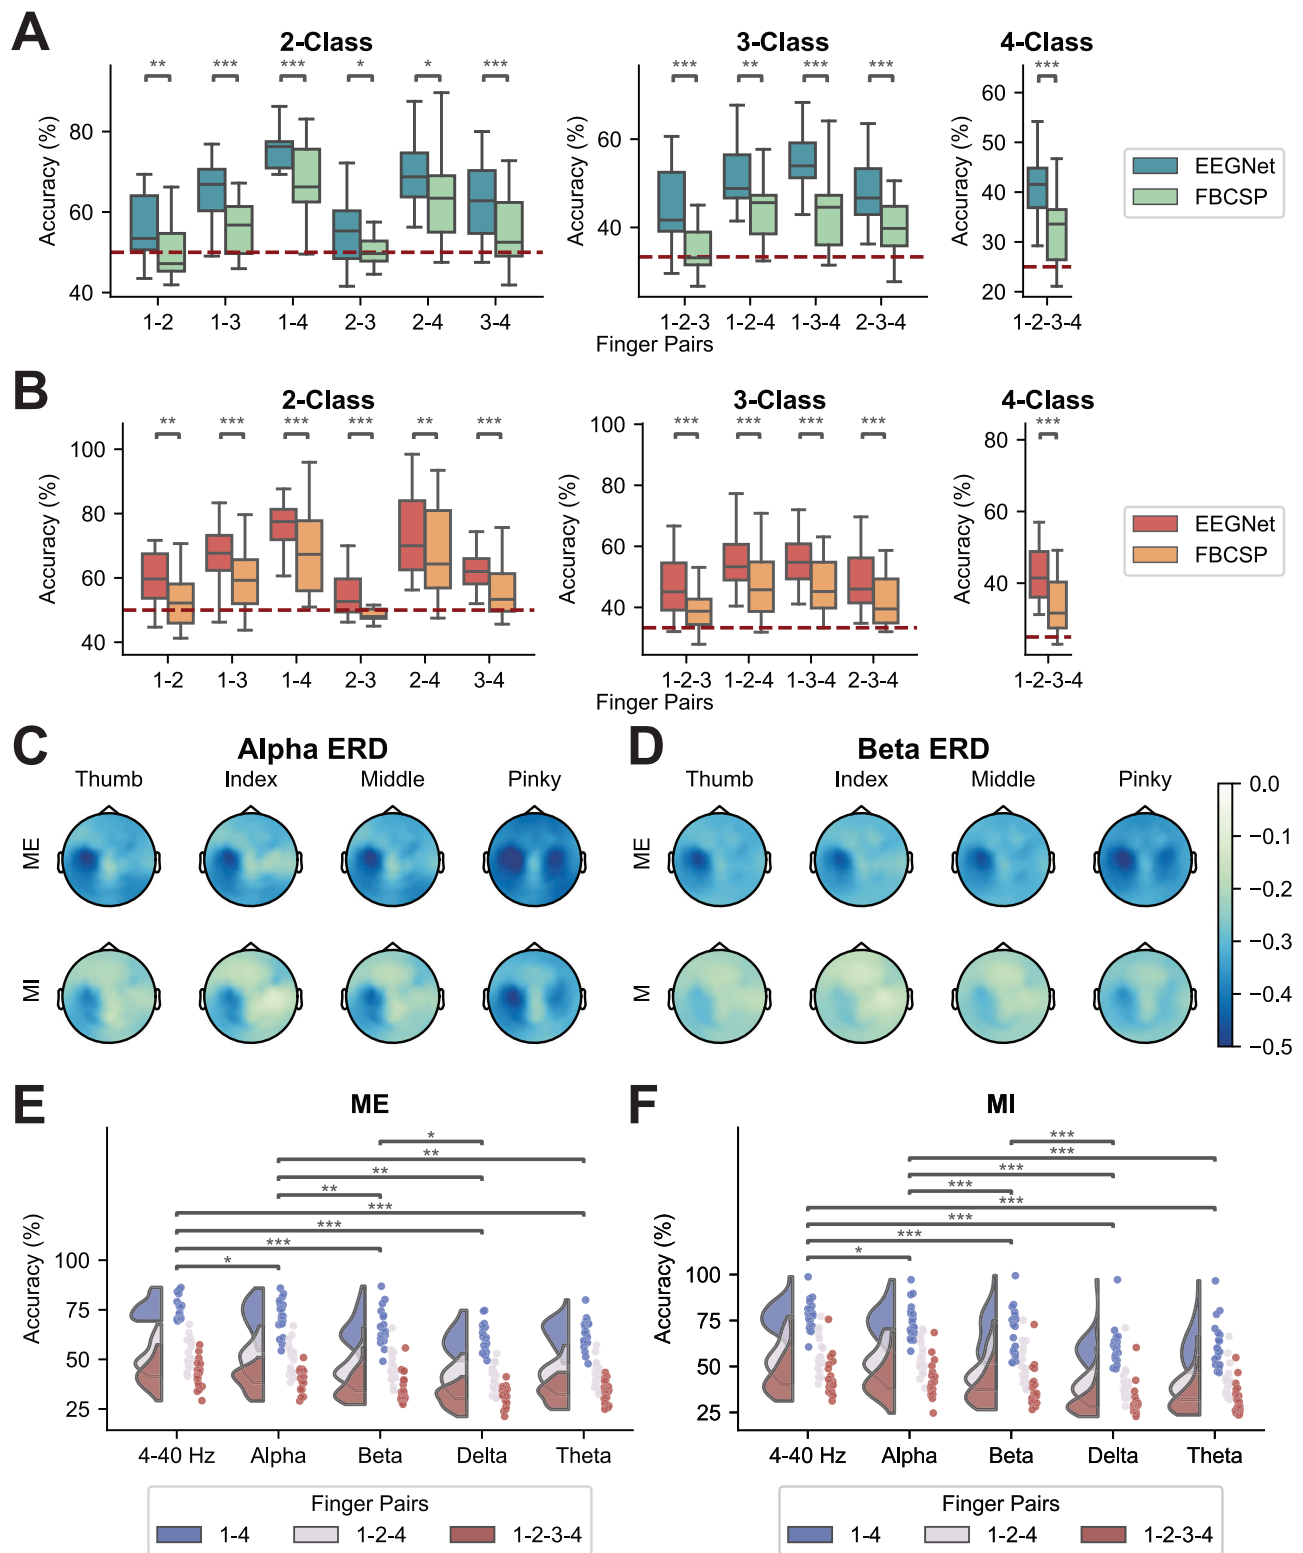 A
2-Class
3-Class
4-Class
** *** *** * * ***
*** ** *** ***
***
Accuracy (%)
80
60
40
1-2 1-3 1-4 2-3 2-4 3-4
Accuracy (%)
60
40
1-2-3 1-2-4 1-3-4 2-3-4
Accuracy (%)
60
50
40
30
20
1-2-3-4
Finger Pairs
EEGNet
FBCSP
B
2-Class
3-Class
4-Class
** *** *** *** ** ***
*** *** *** ***
***
Accuracy (%)
100
80
60
40
1-2 1-3 1-4 2-3 2-4 3-4
Accuracy (%)
100
80
60
40
1-2-3 1-2-4 1-3-4 2-3-4
Accuracy (%)
80
60
40
1-2-3-4
Finger Pairs
EEGNet
FBCSP
C
Alpha ERD
Thumb Index Middle Pinky
ME
MI
D
Beta ERD
Thumb Index Middle Pinky
ME
M
0.0
−0.1
−0.2
−0.3
−0.4
−0.5
E
ME
*
**
**
**
***
***
***
*
Accuracy (%)
100
75
50
25
4-40 Hz Alpha Beta Delta Theta
Finger Pairs
1-4 1-2-4 1-2-3-4
F
MI
***
***
***
***
***
***
***
*
Accuracy (%)
100
75
50
25
4-40 Hz Alpha Beta Delta Theta
Finger Pairs
1-4 1-2-4 1-2-3-4